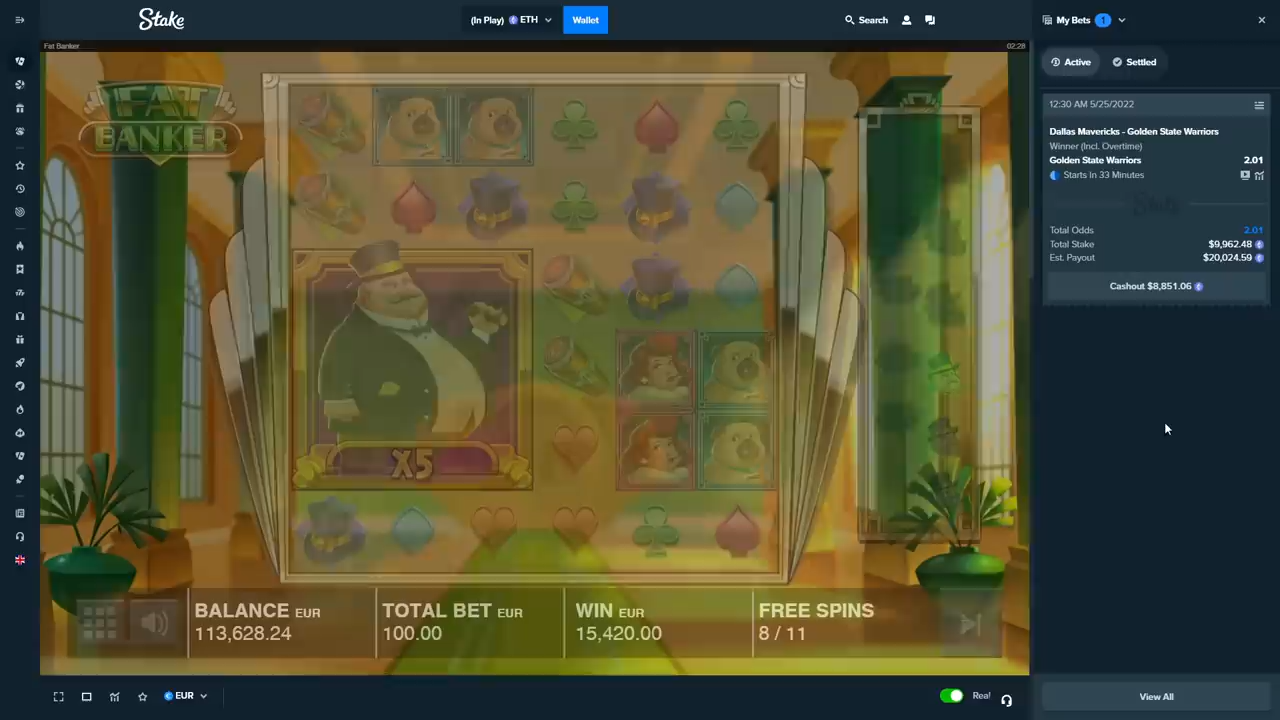 Stake
(In Play) ETH
Wallet
Search
My Bets 1
Fat Banker
02:28
Active
Settled
FAT
BANKER
12:30 AM 5/25/2022
Dallas Mavericks - Golden State Warriors
Winner (Incl. Overtime)
Golden State Warriors 2.01
Starts In 33 Minutes
Stake
Total Odds 2.01
Total Stake $9,962.48
Est. Payout $20,024.59
Cashout $8,851.06
X5
BALANCE EUR
113,628.24
TOTAL BET EUR
100.00
WIN EUR
15,420.00
FREE SPINS
8 / 11
EUR
Real
View All